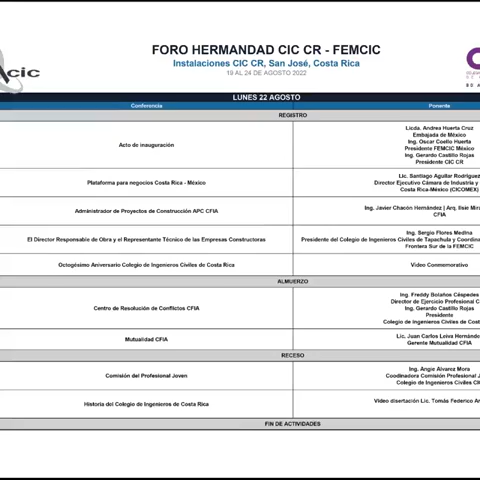 FORO HERMANDAD CIC CR - FEMCIC
Instalaciones CIC CR, San José, Costa Rica
19 AL 24 DE AGOSTO 2022
cic
LUNES 22 AGOSTO
Conferencia Ponente
REGISTRO
Acto de inauguración
Licda. Andrea Huerta Cruz
Embajada de México
Ing. Oscar Coello Huerta
Presidente FEMCIC México
Ing. Gerardo Castillo Rojas
Presidente CIC CR
Plataforma para negocios Costa Rica - México
Lic. Santiago Aguilar Rodríguez
Director Ejecutivo Cámara de Industria y
Costa Rica-México (CICOMEX)
Administrador de Proyectos de Construcción APC CFIA
Ing. Javier Chacón Hernández | Arq. Ilsie
CFIA
El Director Responsable de Obra y el Representante Técnico de las Empresas Constructoras
Ing. Sergio Flores Medina
Presidente del Colegio de Ingenieros Civiles de Tapachula y
Frontera Sur de la FEMCIC
Octogésimo Aniversario Colegio de Ingenieros Civiles de Costa Rica
Video Conmemorativo
ALMUERZO
Centro de Resolución de Conflictos CFIA
Ing. Freddy Bolaños Céspedes
Director de Ejercicio Profesional
Ing. Gerardo Castillo Rojas
Presidente
Colegio de Ingenieros Civiles de
Mutualidad CFIA
Lic. Juan Carlos Leiva
Gerente Mutualidad CFIA
RECESO
Comisión del Profesional Joven
Ing. Angie Alvarez Mora
Coodinadora Comisión Profesional
Colegio de Ingenieros Civiles
Historia del Colegio de Ingenieros de Costa Rica
Video disertación Lic. Tomás Federico
FIN DE ACTIVIDADES